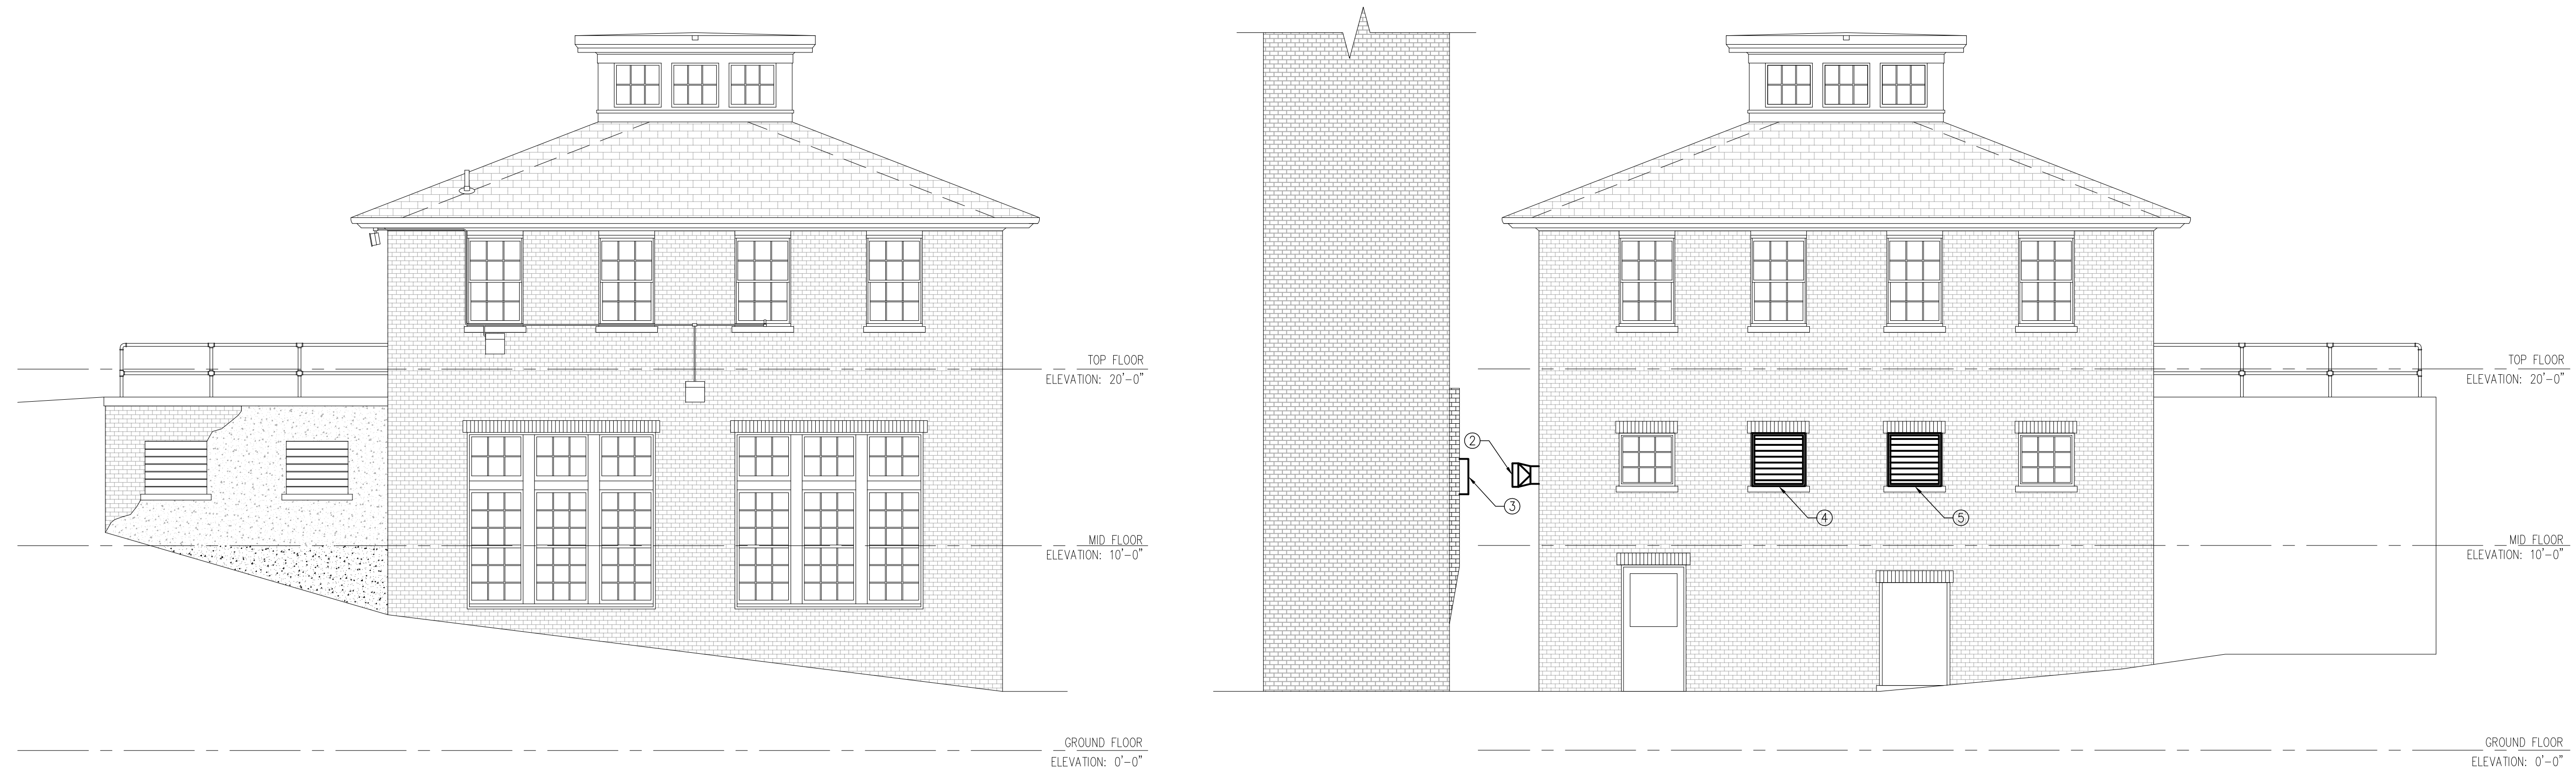 TOP FLOOR
ELEVATION: 20'-0"
MID FLOOR
ELEVATION: 10'-0"
GROUND FLOOR
ELEVATION: 0'-0"
2
3
4
5
TOP FLOOR
ELEVATION: 20'-0"
MID FLOOR
ELEVATION: 10'-0"
GROUND FLOOR
ELEVATION: 0'-0"